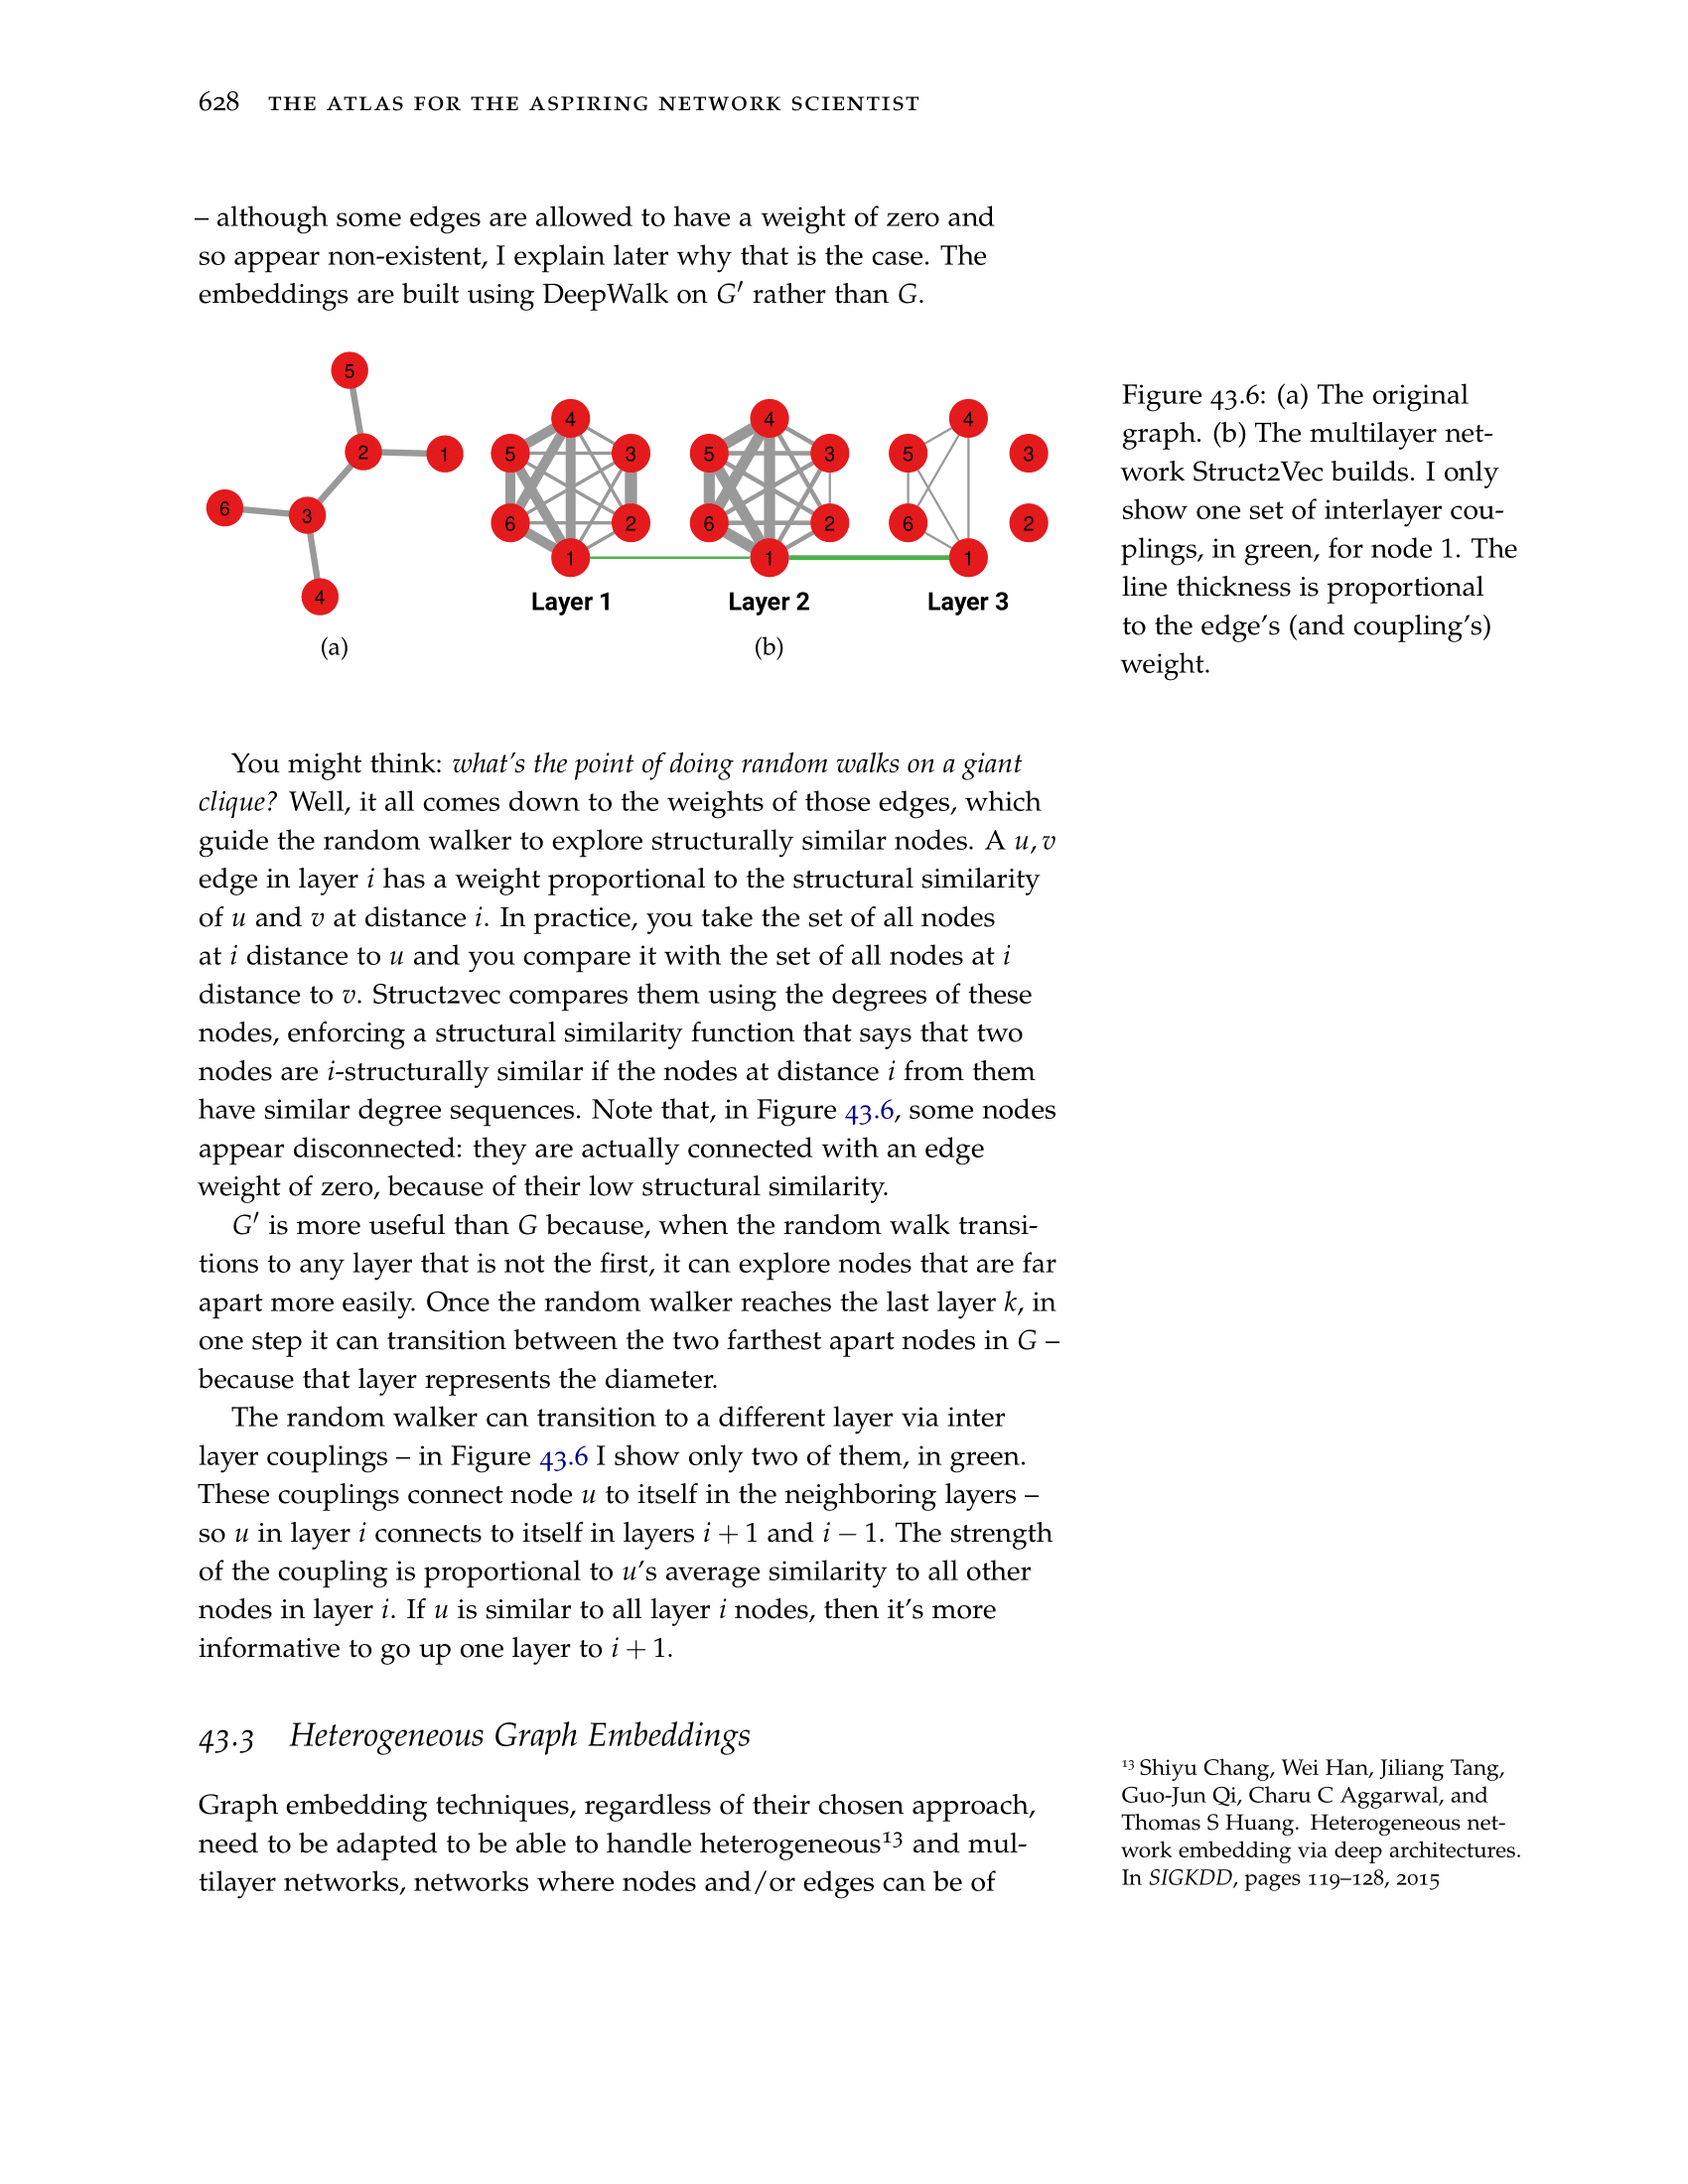 628 THE ATLAS FOR THE ASPIRING NETWORK SCIENTIST
– although some edges are allowed to have a weight of zero and
so appear non-existent, I explain later why that is the case. The
embeddings are built using DeepWalk on G′ rather than G.
5
2
1
6
3
4
(a)
4
5
3
6
2
1
Layer 1
4
5
3
6
2
1
Layer 2
4
5
3
6
2
1
Layer 3
(b)
Figure 43.6: (a) The original
graph. (b) The multilayer net-
work Struct2Vec builds. I only
show one set of interlayer cou-
plings, in green, for node 1. The
line thickness is proportional
to the edge's (and coupling's)
weight.
You might think: what's the point of doing random walks on a giant
clique? Well, it all comes down to the weights of those edges, which
guide the random walker to explore structurally similar nodes. A u, v
edge in layer i has a weight proportional to the structural similarity
of u and v at distance i. In practice, you take the set of all nodes
at i distance to u and you compare it with the set of all nodes at i
distance to v. Struct2vec compares them using the degrees of these
nodes, enforcing a structural similarity function that says that two
nodes are i-structurally similar if the nodes at distance i from them
have similar degree sequences. Note that, in Figure 43.6, some nodes
appear disconnected: they are actually connected with an edge
weight of zero, because of their low structural similarity.
G′ is more useful than G because, when the random walk transi-
tions to any layer that is not the first, it can explore nodes that are far
apart more easily. Once the random walker reaches the last layer k, in
one step it can transition between the two farthest apart nodes in G –
because that layer represents the diameter.
The random walker can transition to a different layer via inter
layer couplings – in Figure 43.6 I show only two of them, in green.
These couplings connect node u to itself in the neighboring layers –
so u in layer i connects to itself in layers i + 1 and i − 1. The strength
of the coupling is proportional to u's average similarity to all other
nodes in layer i. If u is similar to all layer i nodes, then it's more
informative to go up one layer to i + 1.
43.3 Heterogeneous Graph Embeddings
Graph embedding techniques, regardless of their chosen approach,
need to be adapted to be able to handle heterogeneous¹³ and mul-
tilayer networks, networks where nodes and/or edges can be of
¹³ Shiyu Chang, Wei Han, Jiliang Tang,
Guo-Jun Qi, Charu C Aggarwal, and
Thomas S Huang. Heterogeneous net-
work embedding via deep architectures.
In SIGKDD, pages 119–128, 2015